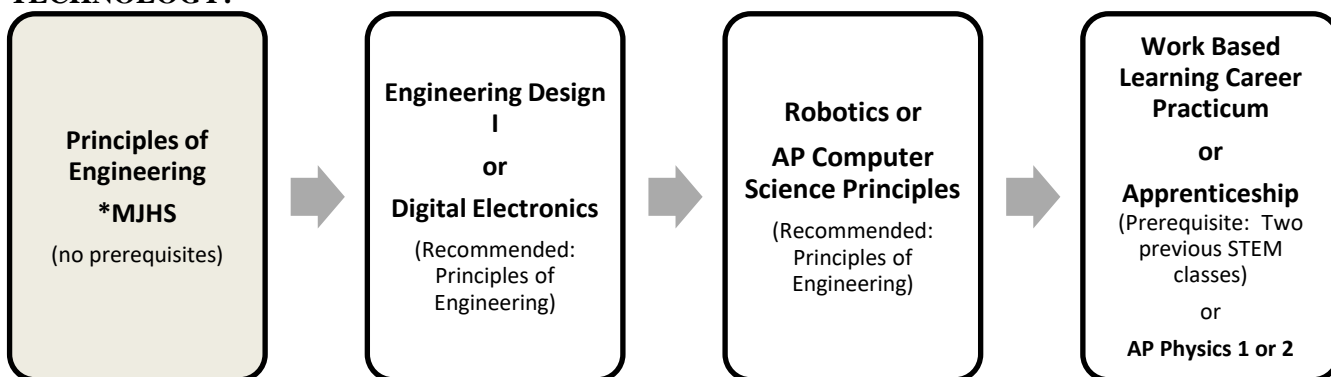 TECHNOLOGY:
Principles of
Engineering
*MJHS
(no prerequisites)
Engineering Design
I
or
Digital Electronics
(Recommended:
Principles of
Engineering)
Robotics or
AP Computer
Science Principles
(Recommended:
Principles of
Engineering)
Work Based
Learning Career
Practicum
or
Apprenticeship
(Prerequisite: Two
previous STEM
classes)
or
AP Physics 1 or 2